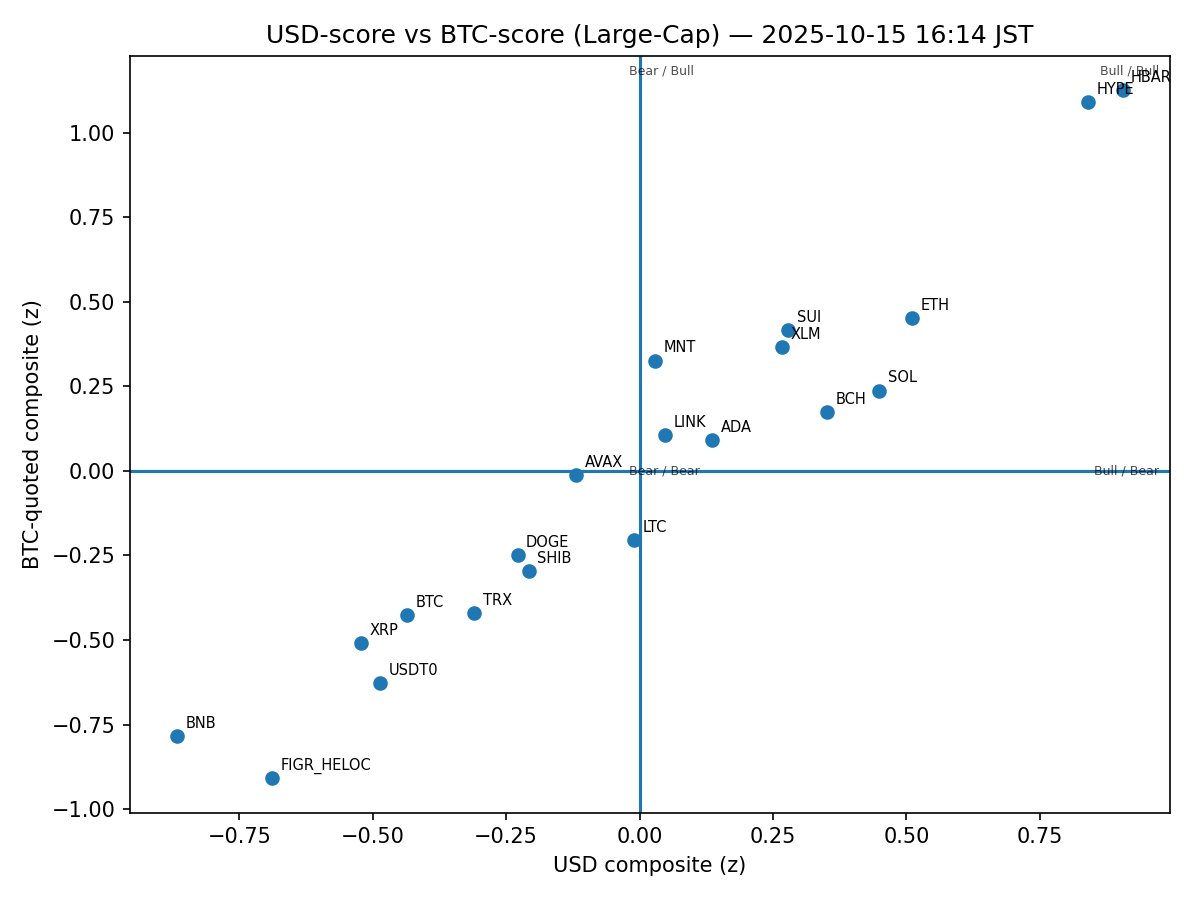 USD-score vs BTC-score (Large-Cap) — 2025-10-15 16:14 JST
Bear / Bull
Bull / Bull
HBAR
HYPE
ETH
SUI
XLM
MNT
SOL
BCH
LINK
ADA
AVAX
Bear / Bear
Bull / Bear
LTC
DOGE
SHIB
BTC
TRX
XRP
USDT0
BNB
FIGR_HELOC
1.00
0.75
0.50
0.25
0.00
−0.25
−0.50
−0.75
−1.00
BTC-quoted composite (z)
−0.75
−0.50
−0.25
0.00
0.25
0.50
0.75
USD composite (z)